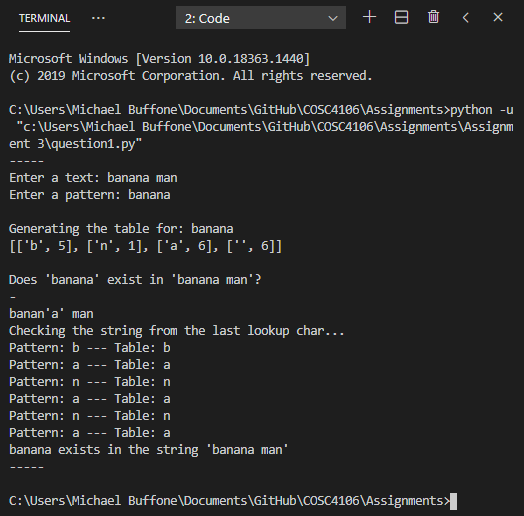 TERMINAL ··· 2: Code
Microsoft Windows [Version 10.0.18363.1440]
(c) 2019 Microsoft Corporation. All rights reserved.
C:\Users\Michael Buffone\Documents\GitHub\COSC4106\Assignments>python -u
"c:\Users\Michael Buffone\Documents\GitHub\COSC4106\Assignments\Assignm
ent 3\question1.py"
-----
Enter a text: banana man
Enter a pattern: banana
Generating the table for: banana
[['b', 5], ['n', 1], ['a', 6], ['', 6]]
Does 'banana' exist in 'banana man'?
-
banan'a' man
Checking the string from the last lookup char...
Pattern: b --- Table: b
Pattern: a --- Table: a
Pattern: n --- Table: n
Pattern: a --- Table: a
Pattern: n --- Table: n
Pattern: a --- Table: a
banana exists in the string 'banana man'
-----
C:\Users\Michael Buffone\Documents\GitHub\COSC4106\Assignments>